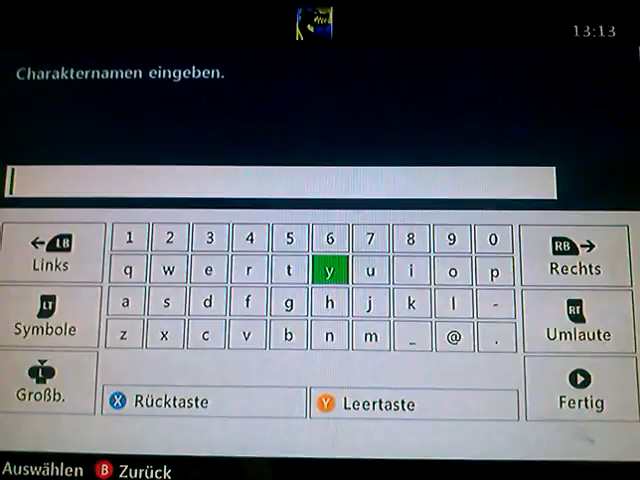 13:13
Charakternamen eingeben.
LB
Links
1 2 3 4 5 6 7 8 9 0
RB
Rechts
q w e r t y u i o p
LT
Symbole
a s d f g h j k l -
RT
Umlaute
z x c v b n m _ @ .
L
Großb.
X Rücktaste
Y Leertaste
Fertig
Auswählen B Zurück